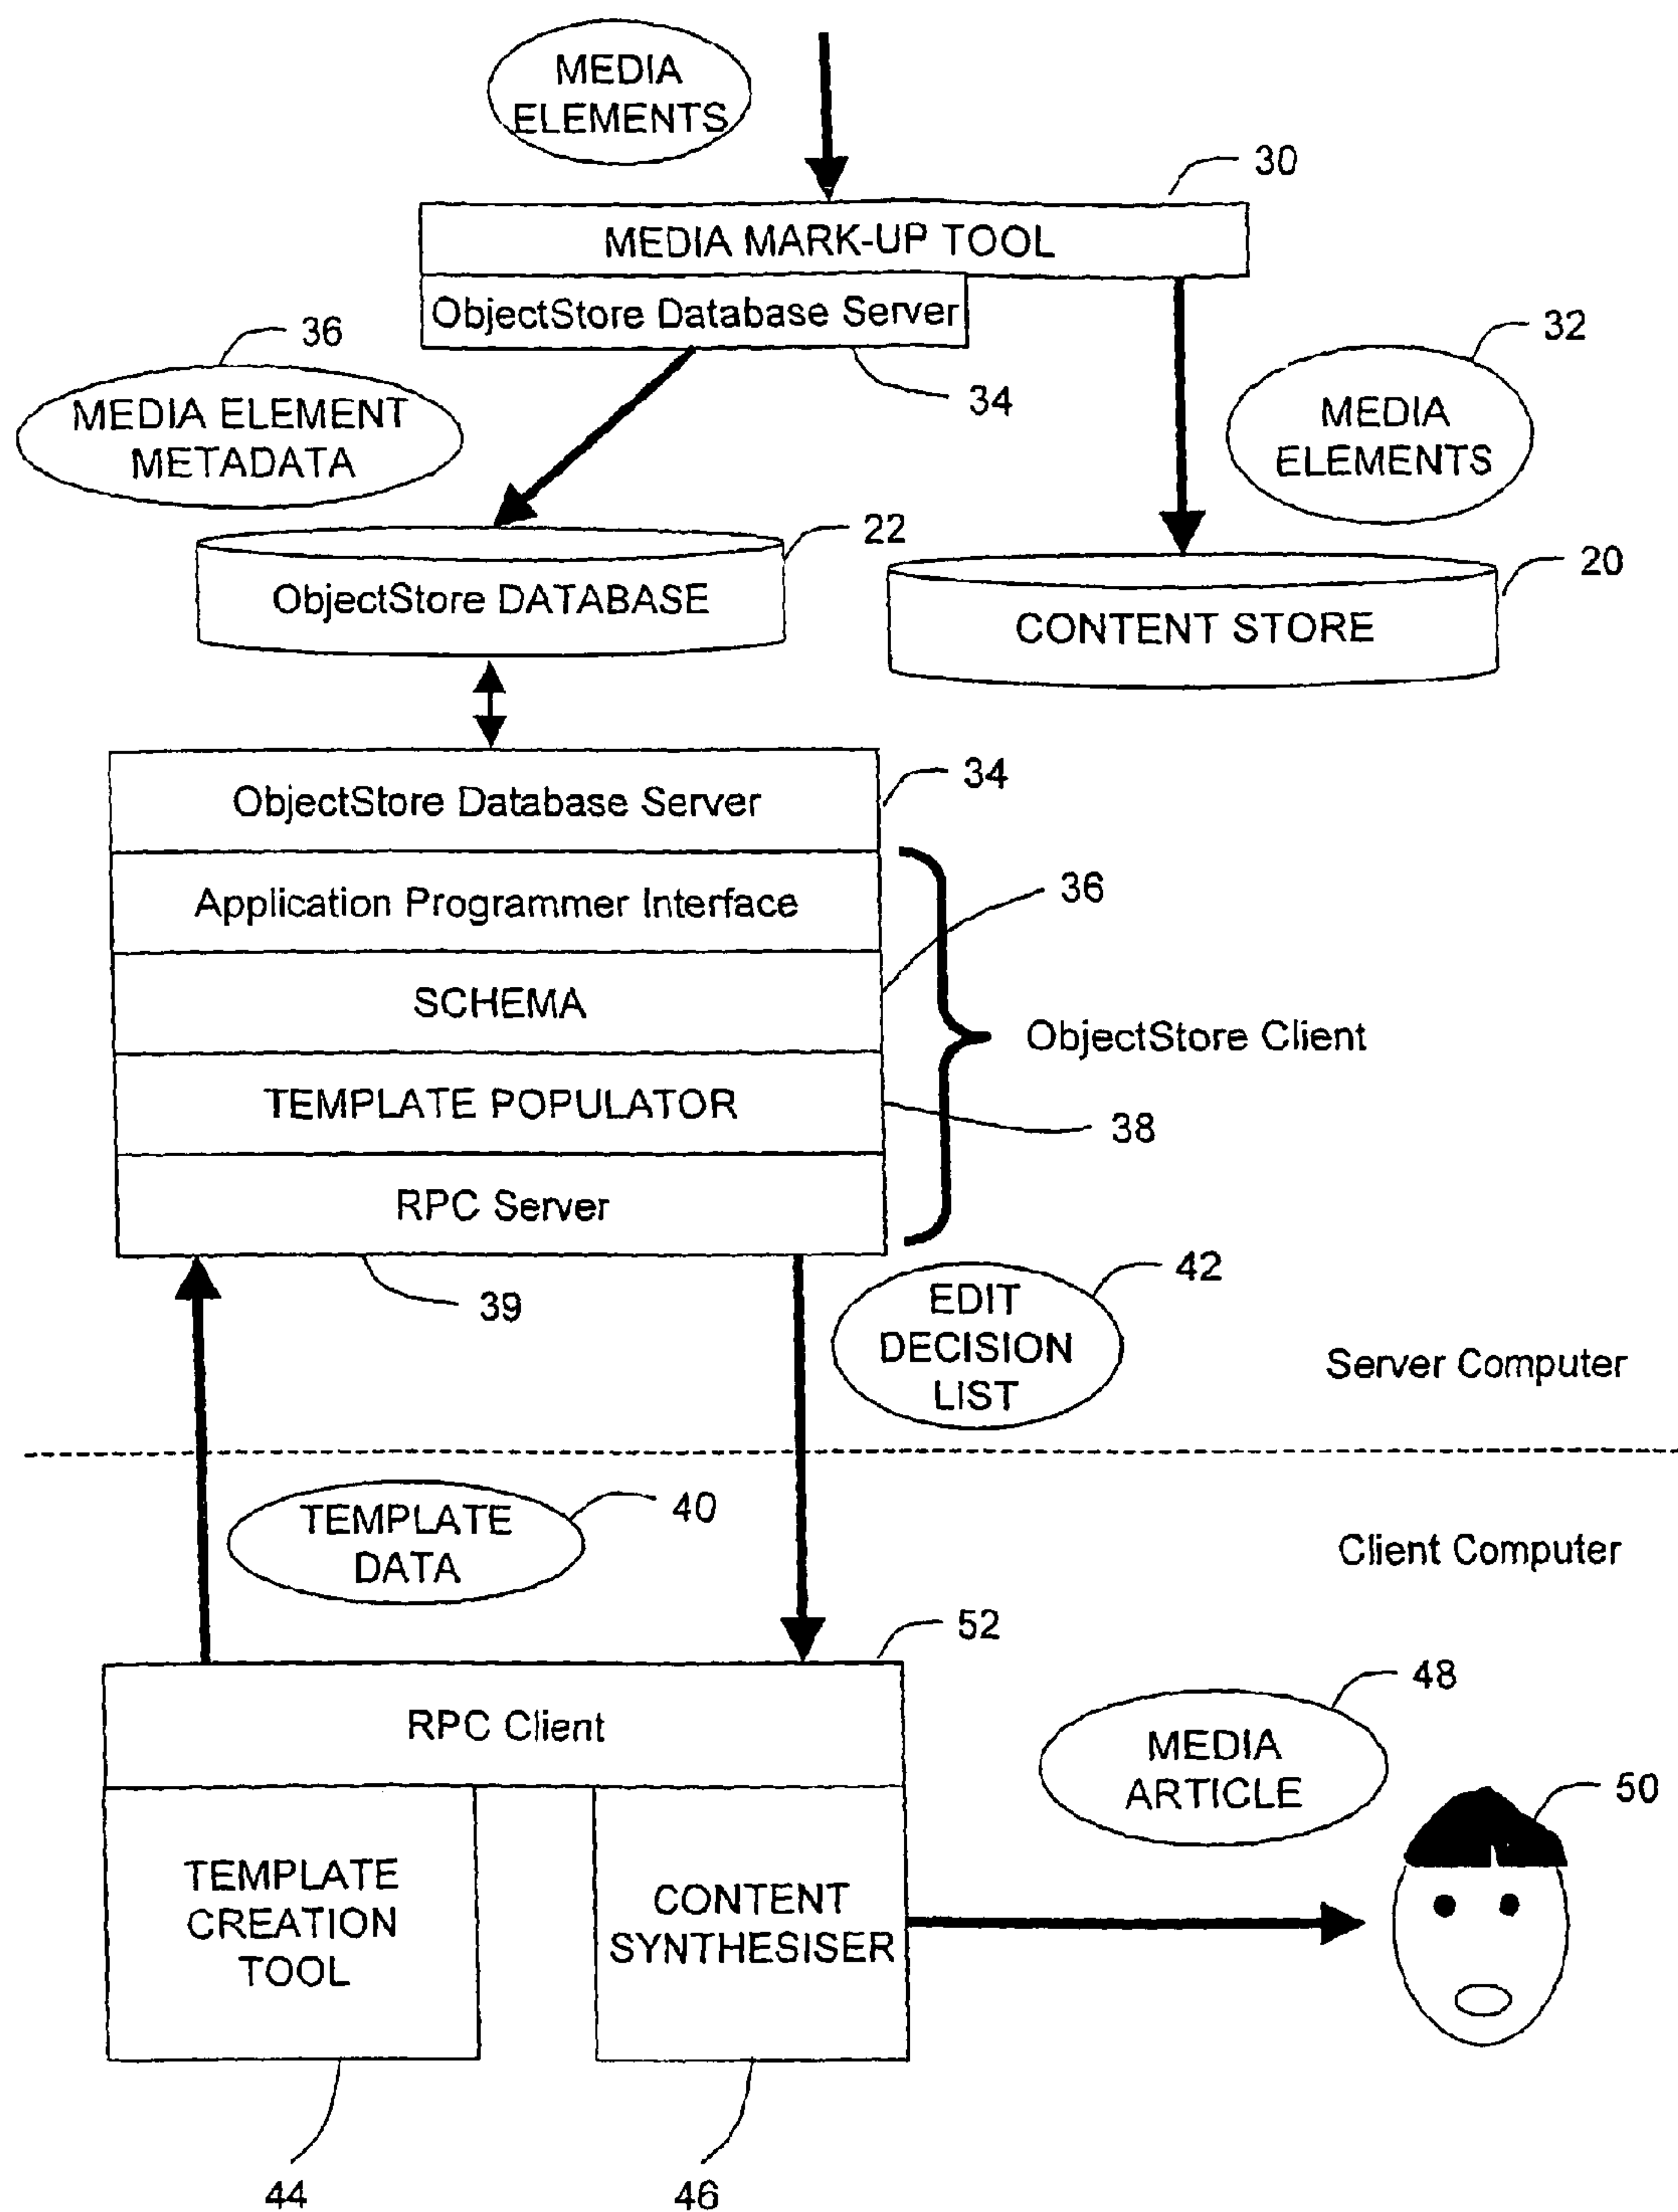 MEDIA
ELEMENTS
30
MEDIA MARK-UP TOOL
ObjectStore Database Server
36
32
34
MEDIA ELEMENT
METADATA
MEDIA
ELEMENTS
22
20
ObjectStore DATABASE
CONTENT STORE
34
ObjectStore Database Server
36
Application Programmer Interface
SCHEMA
ObjectStore Client
TEMPLATE POPULATOR
38
RPC Server
42
39
EDIT
DECISION
LIST
Server Computer
40
TEMPLATE
DATA
Client Computer
52
48
RPC Client
MEDIA
ARTICLE
50
TEMPLATE
CREATION
TOOL
CONTENT
SYNTHESISER
44
46